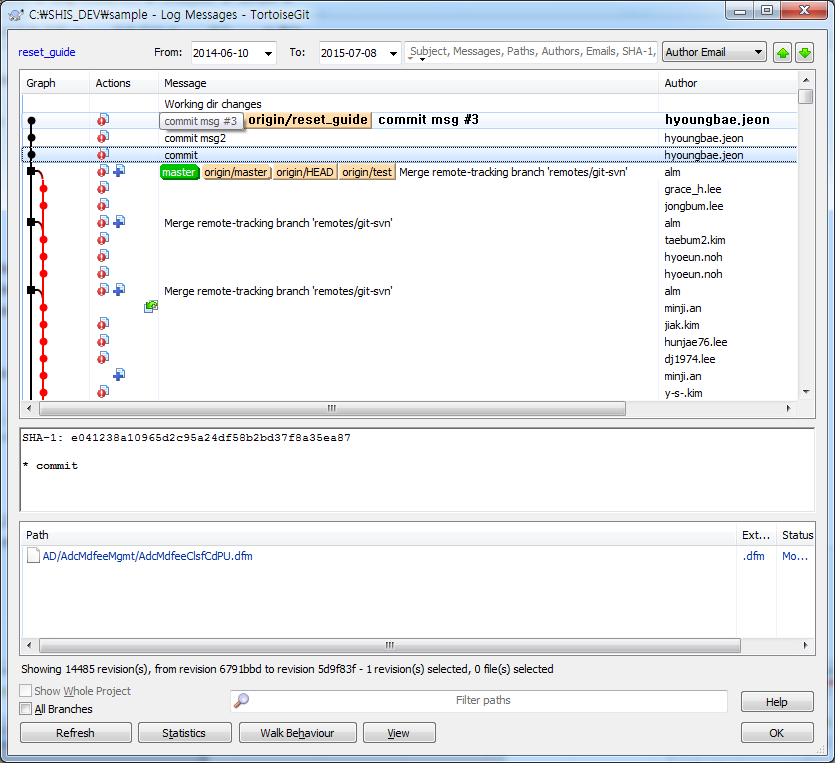 C:₩SHIS_DEV₩sample - Log Messages - TortoiseGit
reset_guide From: 2014-06-10 To: 2015-07-08 Subject, Messages, Paths, Authors, Emails, SHA-1, Author Email
Graph Actions Message Author
Working dir changes
commit msg #3 origin/reset_guide commit msg #3 hyoungbae.jeon
commit msg2 hyoungbae.jeon
commit hyoungbae.jeon
master origin/master origin/HEAD origin/test Merge remote-tracking branch 'remotes/git-svn' alm
grace_h.lee
jongbum.lee
Merge remote-tracking branch 'remotes/git-svn' alm
taebum2.kim
hyoeun.noh
hyoeun.noh
Merge remote-tracking branch 'remotes/git-svn' alm
minji.an
jiak.kim
hunjae76.lee
dj1974.lee
minji.an
y-s-.kim
SHA-1: e041238a10965d2c95a24df58b2bd37f8a35ea87
* commit
Path Ext... Status
AD/AdcMdfeeMgmt/AdcMdfeeClsfCdPU.dfm .dfm Mo...
Showing 14485 revision(s), from revision 6791bbd to revision 5d9f83f - 1 revision(s) selected, 0 file(s) selected
Show Whole Project
All Branches
Filter paths
Help
Refresh Statistics Walk Behaviour View OK